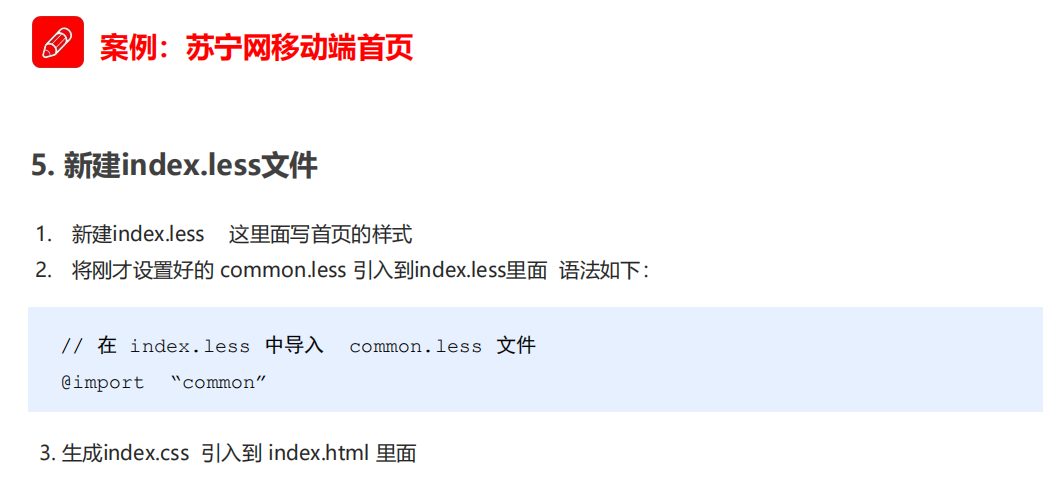 案例：苏宁网移动端首页
5. 新建index.less文件
1. 新建index.less 这里面写首页的样式
2. 将刚才设置好的 common.less 引入到index.less里面 语法如下：
// 在 index.less 中导入 common.less 文件
@import “common”
3. 生成index.css 引入到 index.html 里面